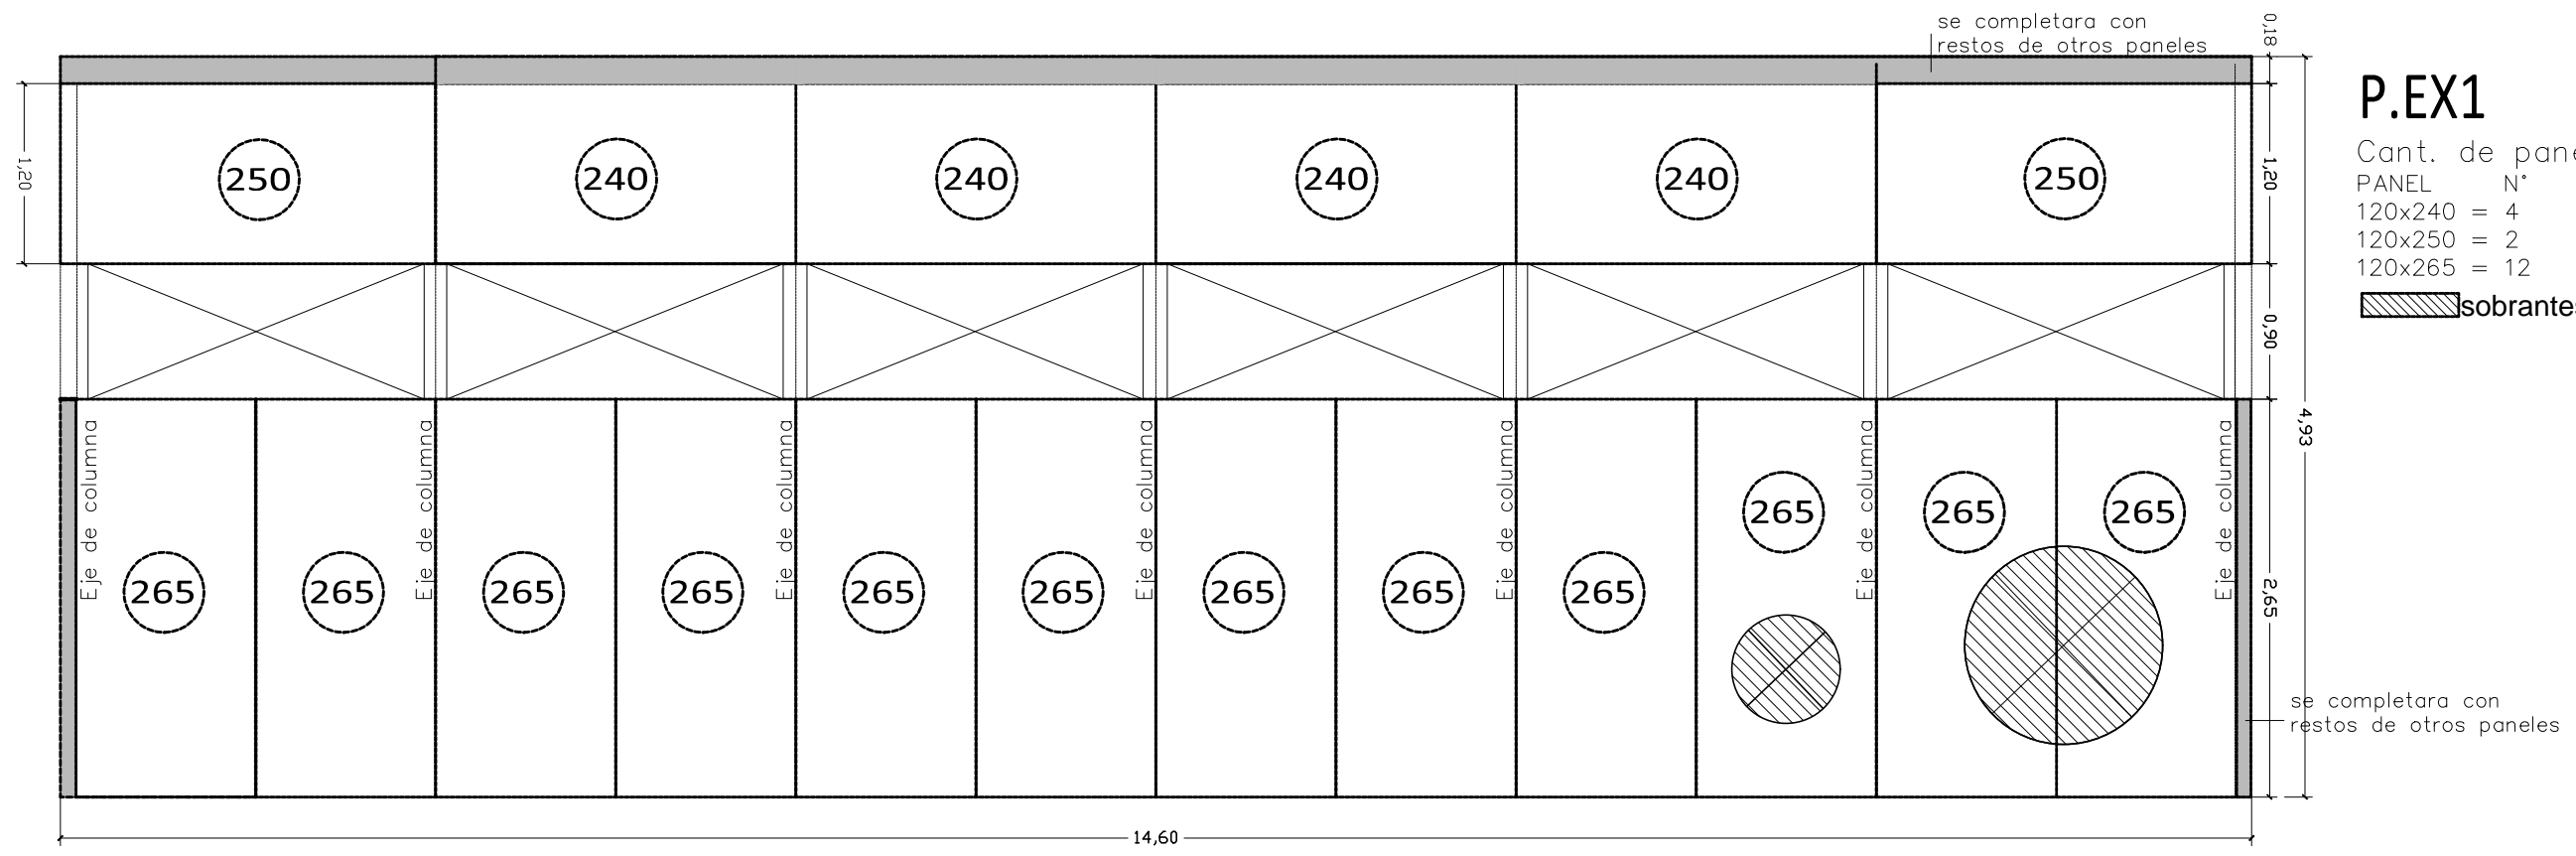 se completara con
restos de otros paneles
0,18
P.EX1
Cant. de pane
PANEL N°
120x240 = 4
120x250 = 2
120x265 = 12
sobrantes
1,20
250
240
240
240
240
250
1,20
0,90
4,93
Eje de columna
Eje de columna
Eje de columna
Eje de columna
Eje de columna
Eje de columna
Eje de columna
265
265
265
265
265
265
265
265
265
265
265
265
2,65
se completara con
restos de otros paneles
14,60